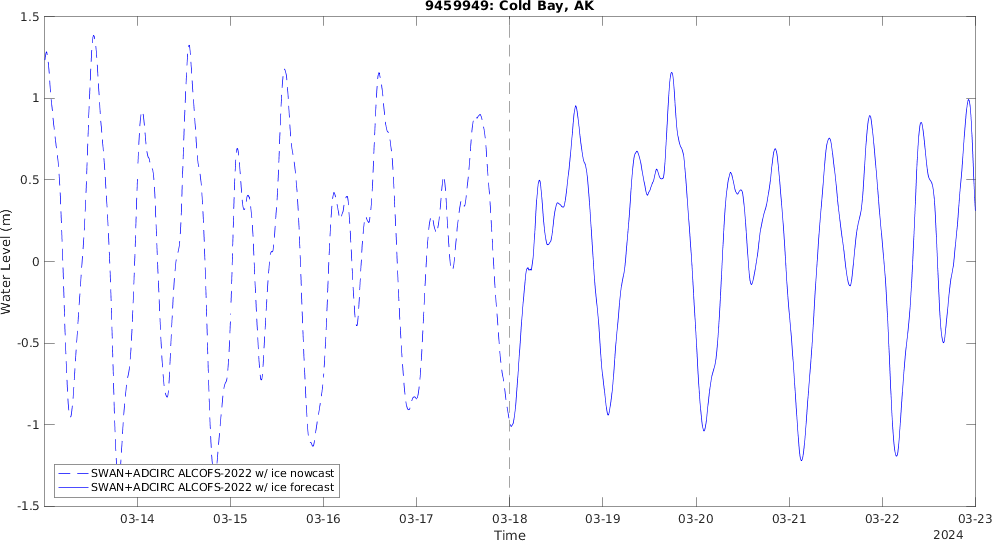 9459949: Cold Bay, AK
1.5
1
0.5
0
-0.5
-1
-1.5
Water Level (m)
SWAN+ADCIRC ALCOFS-2022 w/ ice nowcast
SWAN+ADCIRC ALCOFS-2022 w/ ice forecast
03-14 03-15 03-16 03-17 03-18 03-19 03-20 03-21 03-22 03-23
Time
2024